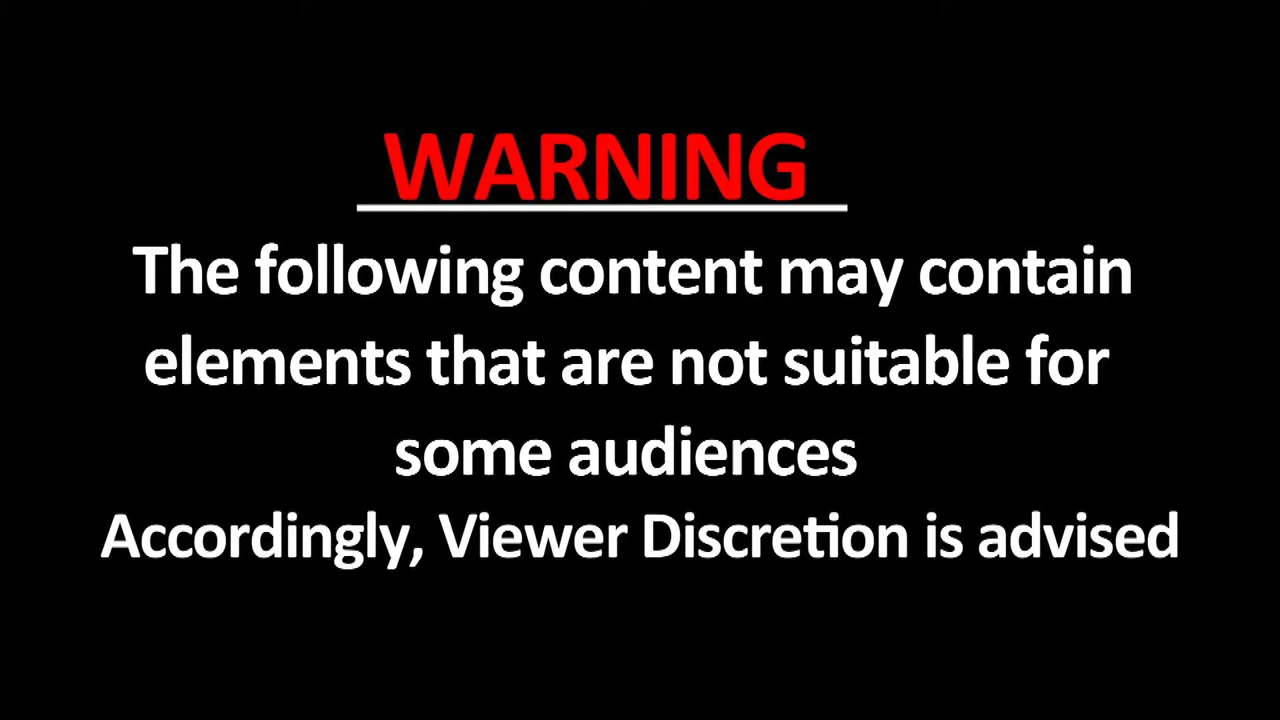 WARNING
The following content may contain
elements that are not suitable for
some audiences
Accordingly, Viewer Discretion is advised